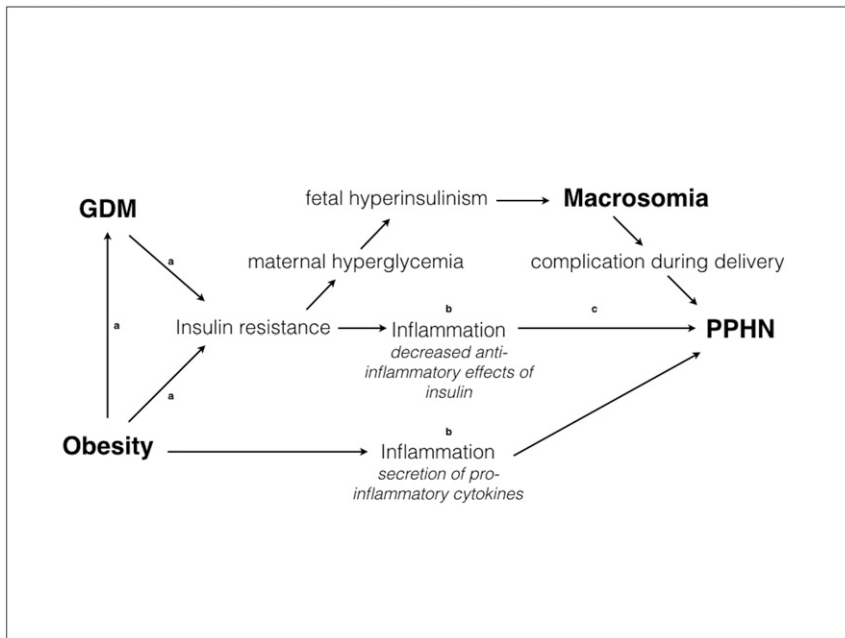 fetal hyperinsulinism
Macrosomia
GDM
a
maternal hyperglycemia
complication during delivery
a
Insulin resistance
b
Inflammation
decreased anti-
inflammatory effects of
insulin
c
PPHN
a
Obesity
b
Inflammation
secretion of pro-
inflammatory cytokines